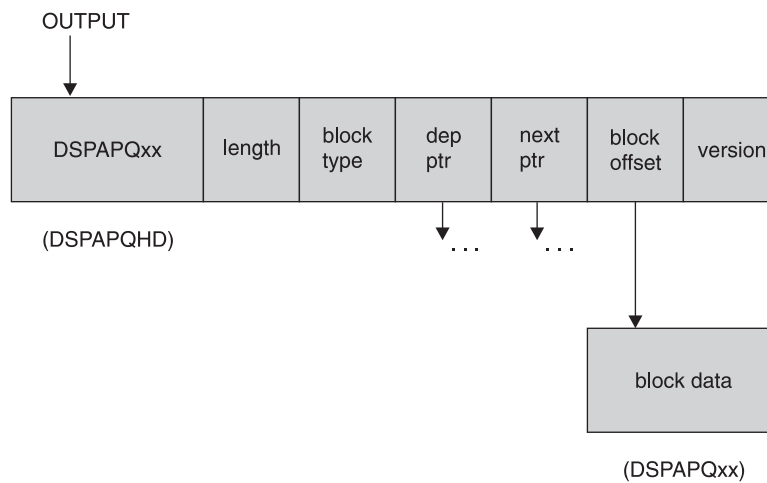 OUTPUT
DSPAPQxx
length
block
type
dep
ptr
next
ptr
block
offset
version
(DSPAPQHD)
...
...
block data
(DSPAPQxx)